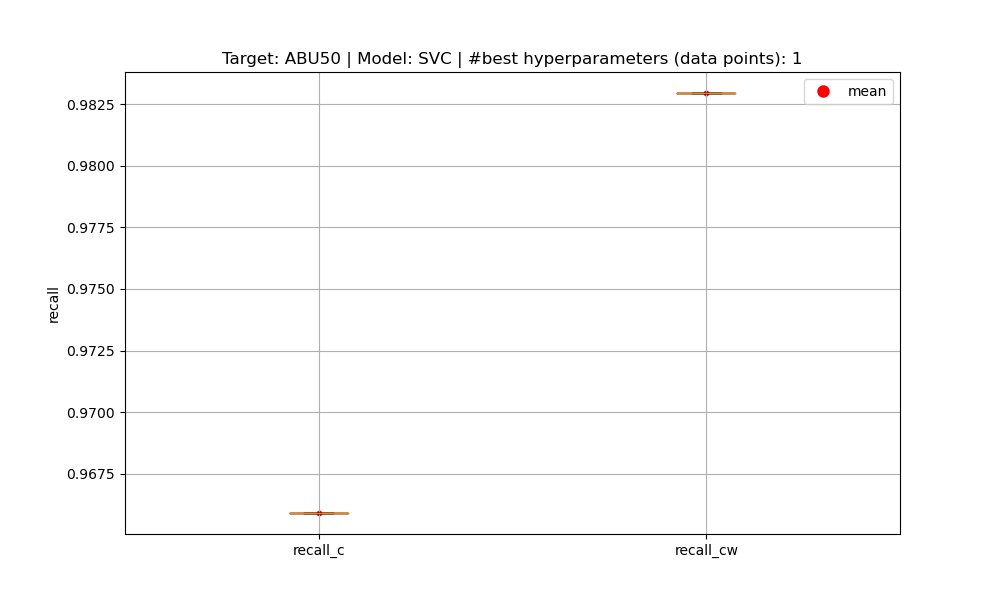 Target: ABU50 | Model: SVC | #best hyperparameters (data points): 1
mean
0.9825
0.9800
0.9775
0.9750
0.9725
0.9700
0.9675
recall
recall_c
recall_cw